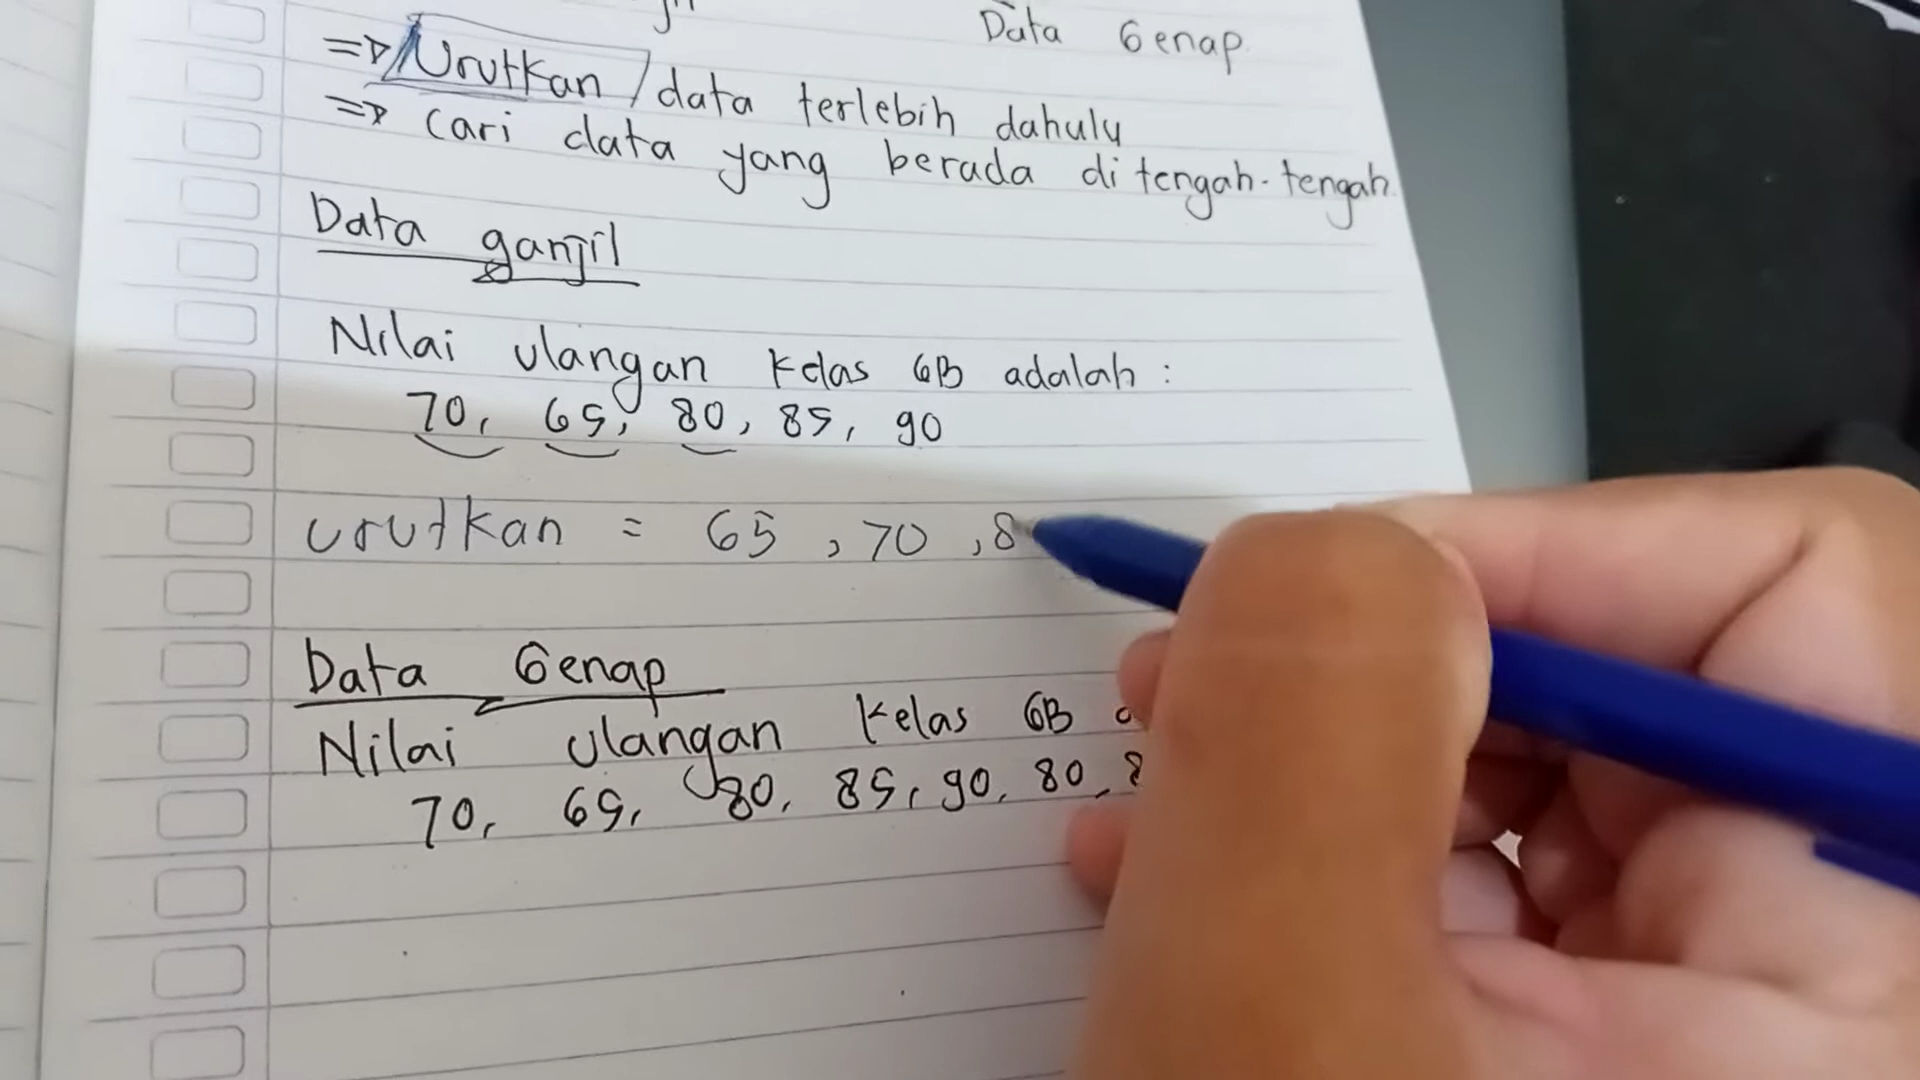 Data Genap.
=> Urutkan / data terlebih dahulu
=> cari data yang berada di tengah-tengah
Data ganjil
Nilai ulangan kelas 6B adalah :
70, 65, 80, 85, 90
urutkan = 65 , 70 , 8
Data Genap
Nilai ulangan kelas 6B
70, 65, 80, 85, 90, 80, 8